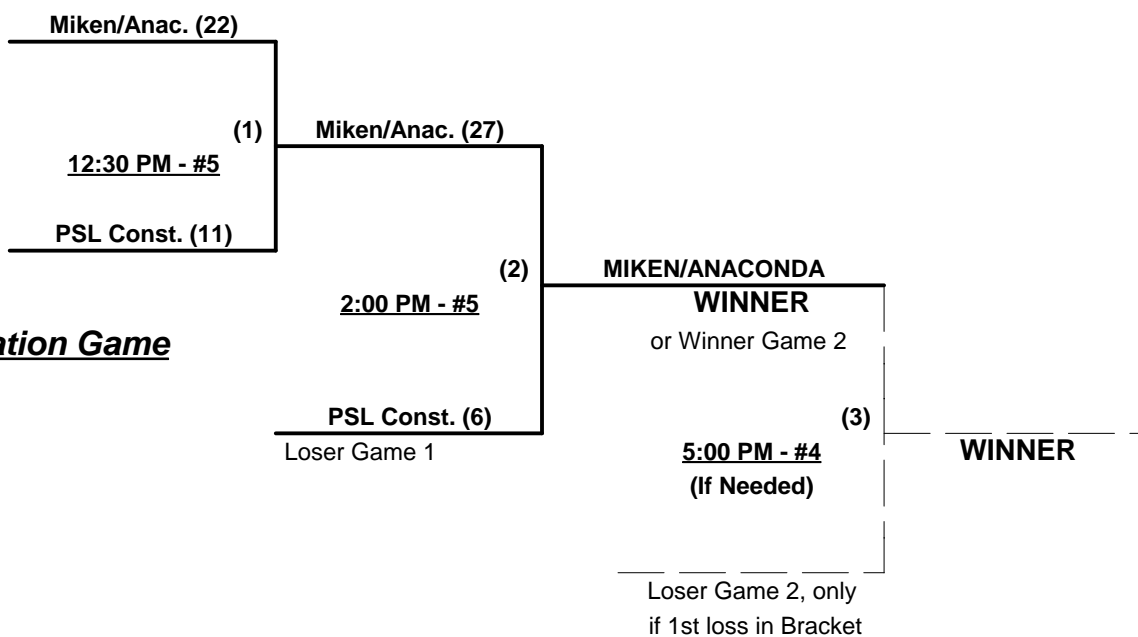 Miken/Anac. (22)
(1)
Miken/Anac. (27)
12:30 PM - #5
PSL Const. (11)
(2)
MIKEN/ANACONDA
2:00 PM - #5
WINNER
ation Game
or Winner Game 2
PSL Const. (6)
(3)
Loser Game 1
5:00 PM - #4
WINNER
(If Needed)
Loser Game 2, only
if 1st loss in Bracket